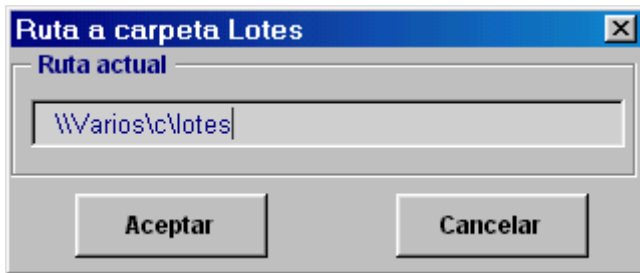 Ruta a carpeta Lotes
Ruta actual
\\Varios\c\lotes
Aceptar
Cancelar